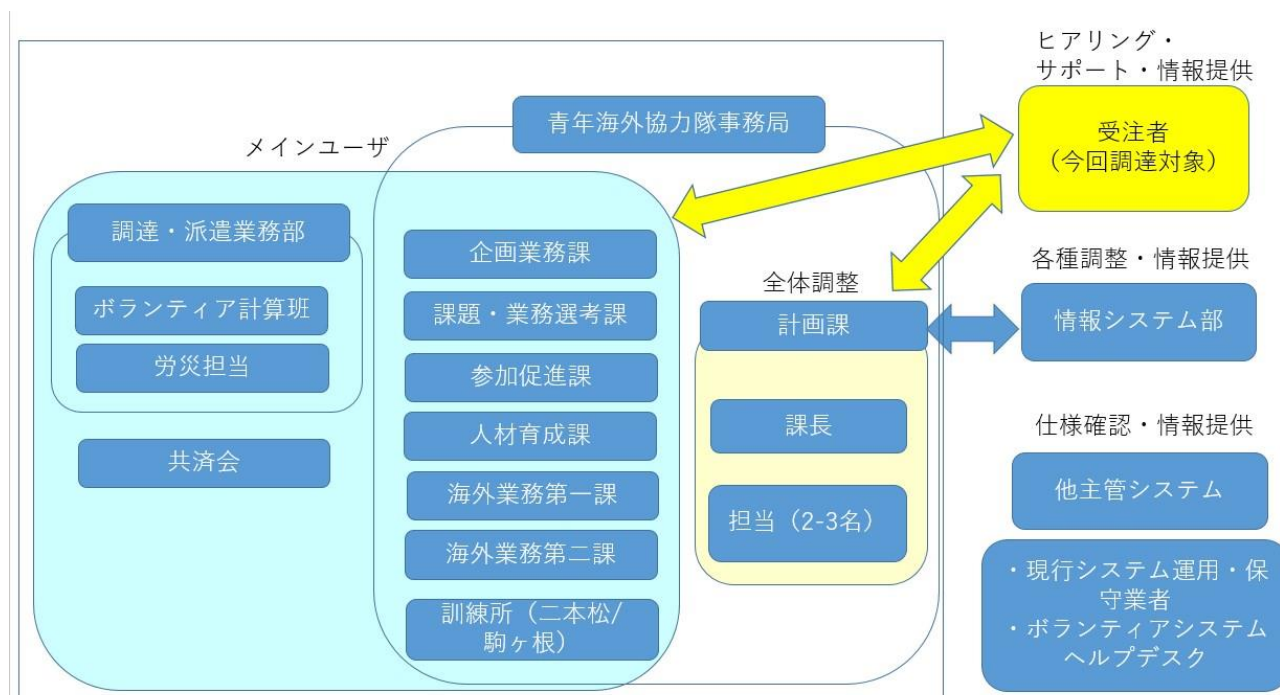 ヒアリング・
サポート・情報提供
受注者
（今回調達対象）
青年海外協力隊事務局
メインユーザ
調達・派遣業務部
ボランティア計算班
労災担当
共済会
企画業務課
課題・業務選考課
参加促進課
人材育成課
海外業務第一課
海外業務第二課
訓練所（二本松/
駒ヶ根）
全体調整
計画課
課長
担当（2-3名）
各種調整・情報提供
情報システム部
仕様確認・情報提供
他主管システム
・現行システム運用・保
守業者
・ボランティアシステム
ヘルプデスク